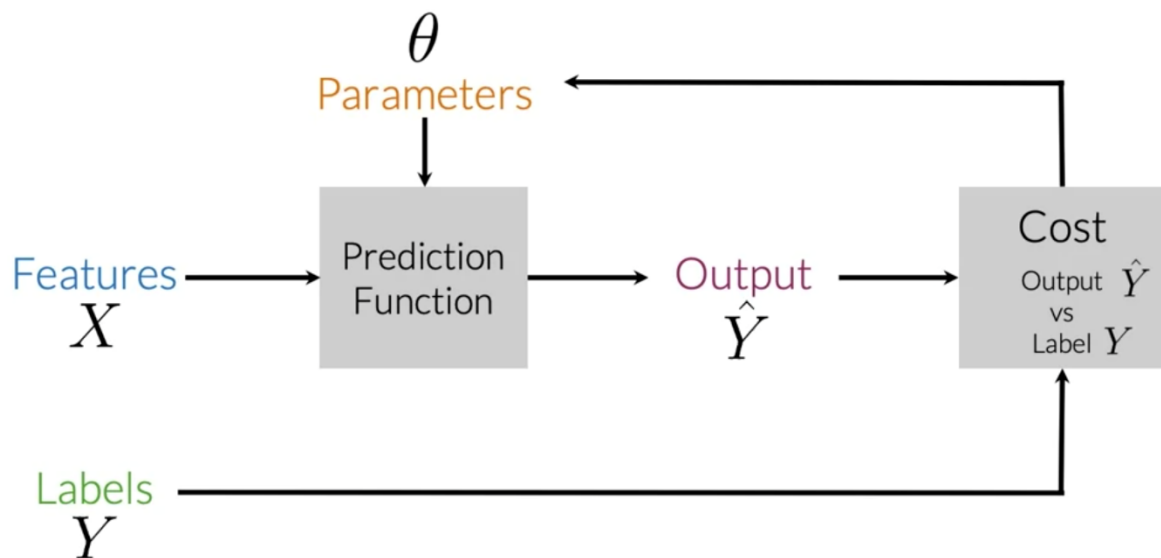 θ
Parameters
Features
X
Prediction
Function
Output
Ŷ
Cost
Output Ŷ
vs
Label Y
Labels
Y